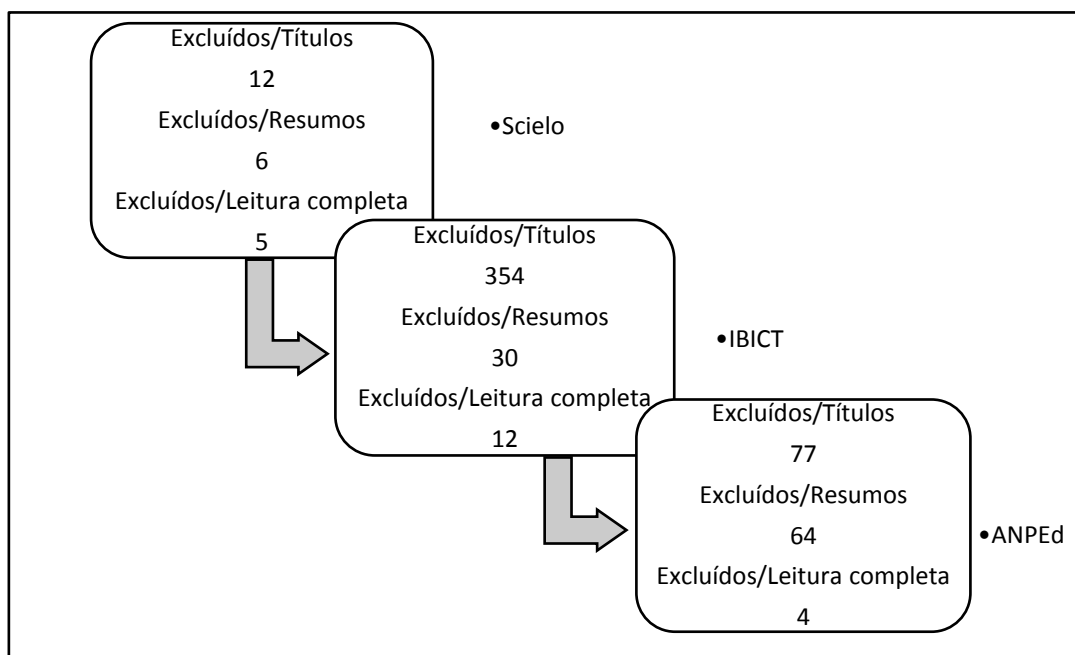 Excluídos/Títulos
12
Excluídos/Resumos
6
Excluídos/Leitura completa
5
•Scielo
Excluídos/Títulos
354
Excluídos/Resumos
30
Excluídos/Leitura completa
12
•IBICT
Excluídos/Títulos
77
Excluídos/Resumos
64
Excluídos/Leitura completa
4
•ANPEd